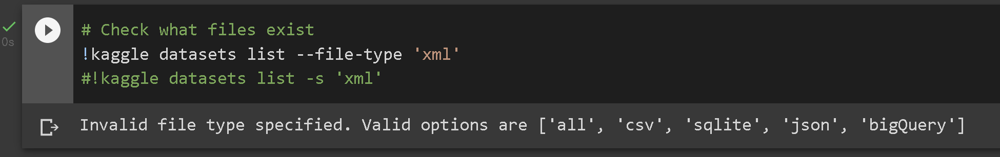 0s
# Check what files exist
!kaggle datasets list --file-type 'xml'
#!kaggle datasets list -s 'xml'
Invalid file type specified. Valid options are ['all', 'csv', 'sqlite', 'json', 'bigQuery']